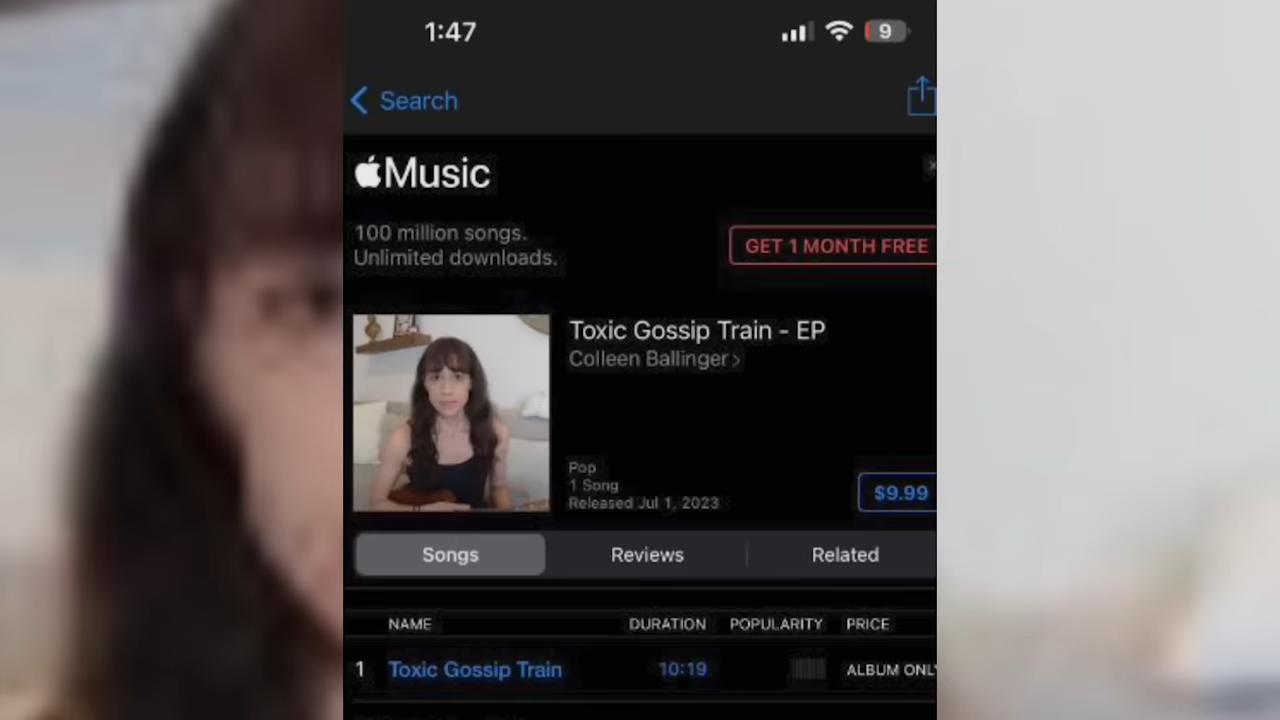 1:47
9
Search
Music
100 million songs.
Unlimited downloads.
GET 1 MONTH FREE
Toxic Gossip Train - EP
Colleen Ballinger
Pop
1 Song
Released Jul 1, 2023
$9.99
Songs
Reviews
Related
NAME DURATION POPULARITY PRICE
1 Toxic Gossip Train 10:19 ALBUM ONLY